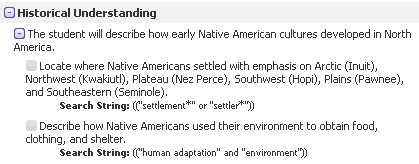 Historical Understanding
The student will describe how early Native American cultures developed in North
America.
Locate where Native Americans settled with emphasis on Arctic (Inuit),
Northwest (Kwakiutl), Plateau (Nez Perce), Southwest (Hopi), Plains (Pawnee),
and Southeastern (Seminole).
Search String: (("settlement*" or "settler*"))
Describe how Native Americans used their environment to obtain food,
clothing, and shelter.
Search String: (("human adaptation" and "environment"))